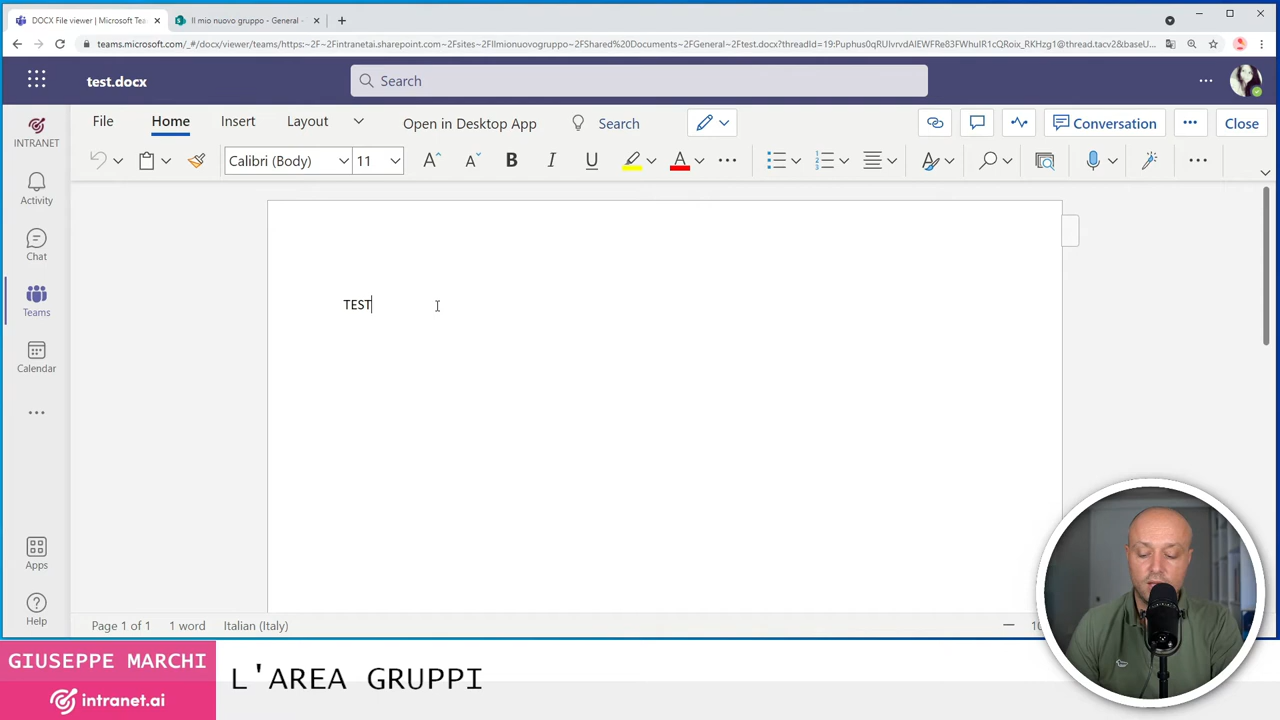 DOCX File viewer | Microsoft Tea
Il mio nuovo gruppo - General -
teams.microsoft.com/_#/docx/viewer/teams/https:~2F~2Fintranetai.sharepoint.com~2Fsites~2FIlmionuovogruppo~2FShared%20Documents~2FGeneral~2Ftest.docx?threadId=19:Puphus0qRUlvrvdAIEWFRe83FWhuIR1cQRoix_RKHzg1@thread.tacv2&baseU...
test.docx
Search
INTRANET
Activity
Chat
Teams
Calendar
Apps
Help
File Home Insert Layout Open in Desktop App Search Conversation Close
Calibri (Body) 11 A A B I U A
TEST
Page 1 of 1 1 word Italian (Italy)
GIUSEPPE MARCHI
intranet.ai
L'AREA GRUPPI